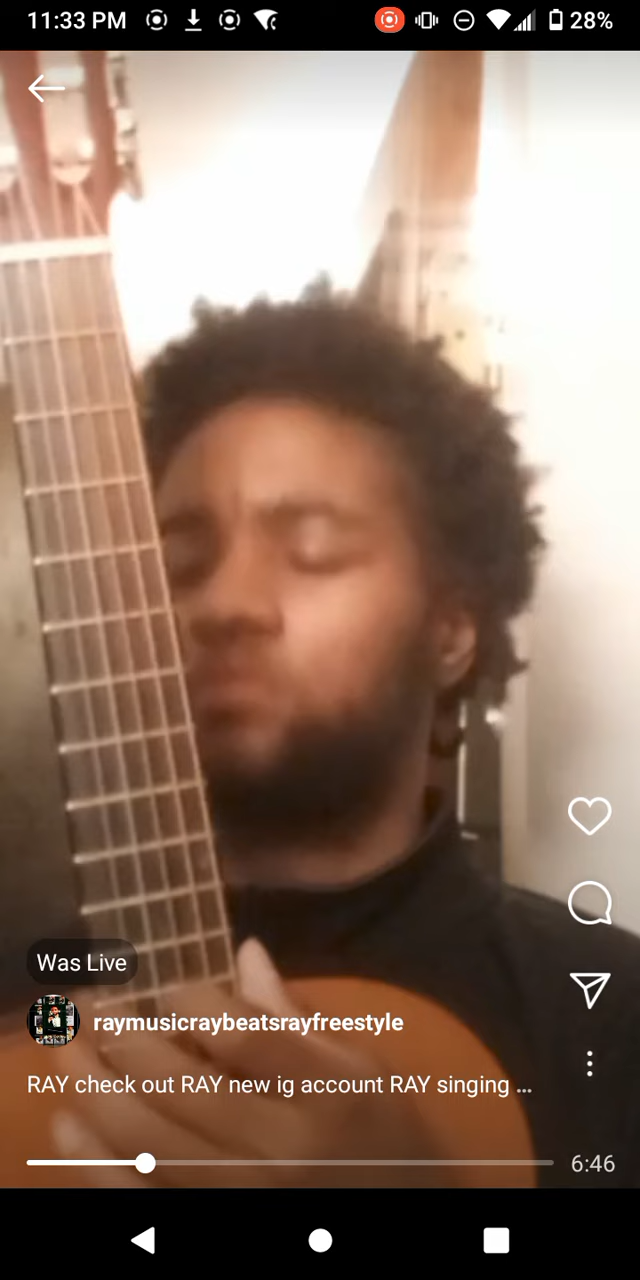 11:33 PM 28%
Was Live
raymusicraybeatsrayfreestyle
RAY check out RAY new ig account RAY singing ...
6:46